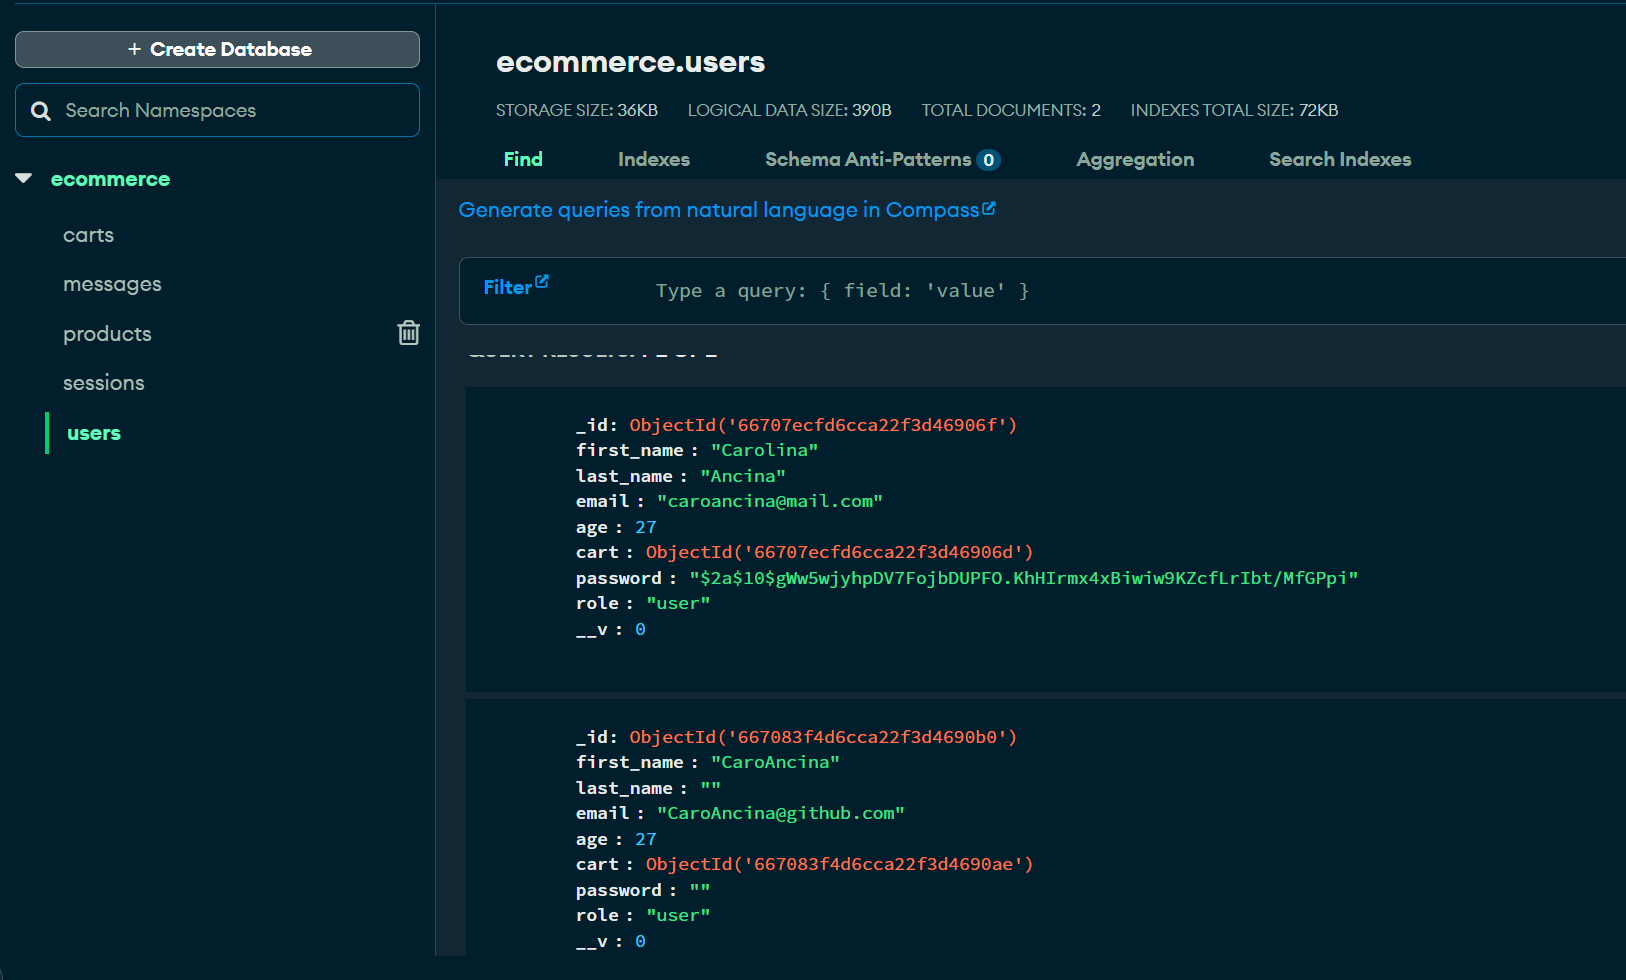 + Create Database
Search Namespaces
ecommerce
carts
messages
products
sessions
users
ecommerce.users
STORAGE SIZE: 36KB LOGICAL DATA SIZE: 390B TOTAL DOCUMENTS: 2 INDEXES TOTAL SIZE: 72KB
Find Indexes Schema Anti-Patterns 0 Aggregation Search Indexes
Generate queries from natural language in Compass
Filter Type a query: { field: 'value' }
_id: ObjectId('66707ecfd6cca22f3d46906f')
first_name : "Carolina"
last_name : "Ancina"
email : "caroancina@mail.com"
age : 27
cart : ObjectId('66707ecfd6cca22f3d46906d')
password : "$2a$10$gWw5wjyhpDV7FojbDUPFO.KhHIrmx4xBiwiw9KZcfLrIbt/MfGPpi"
role : "user"
__v : 0
_id: ObjectId('667083f4d6cca22f3d4690b0')
first_name : "CaroAncina"
last_name : ""
email : "CaroAncina@github.com"
age : 27
cart : ObjectId('667083f4d6cca22f3d4690ae')
password : ""
role : "user"
__v : 0